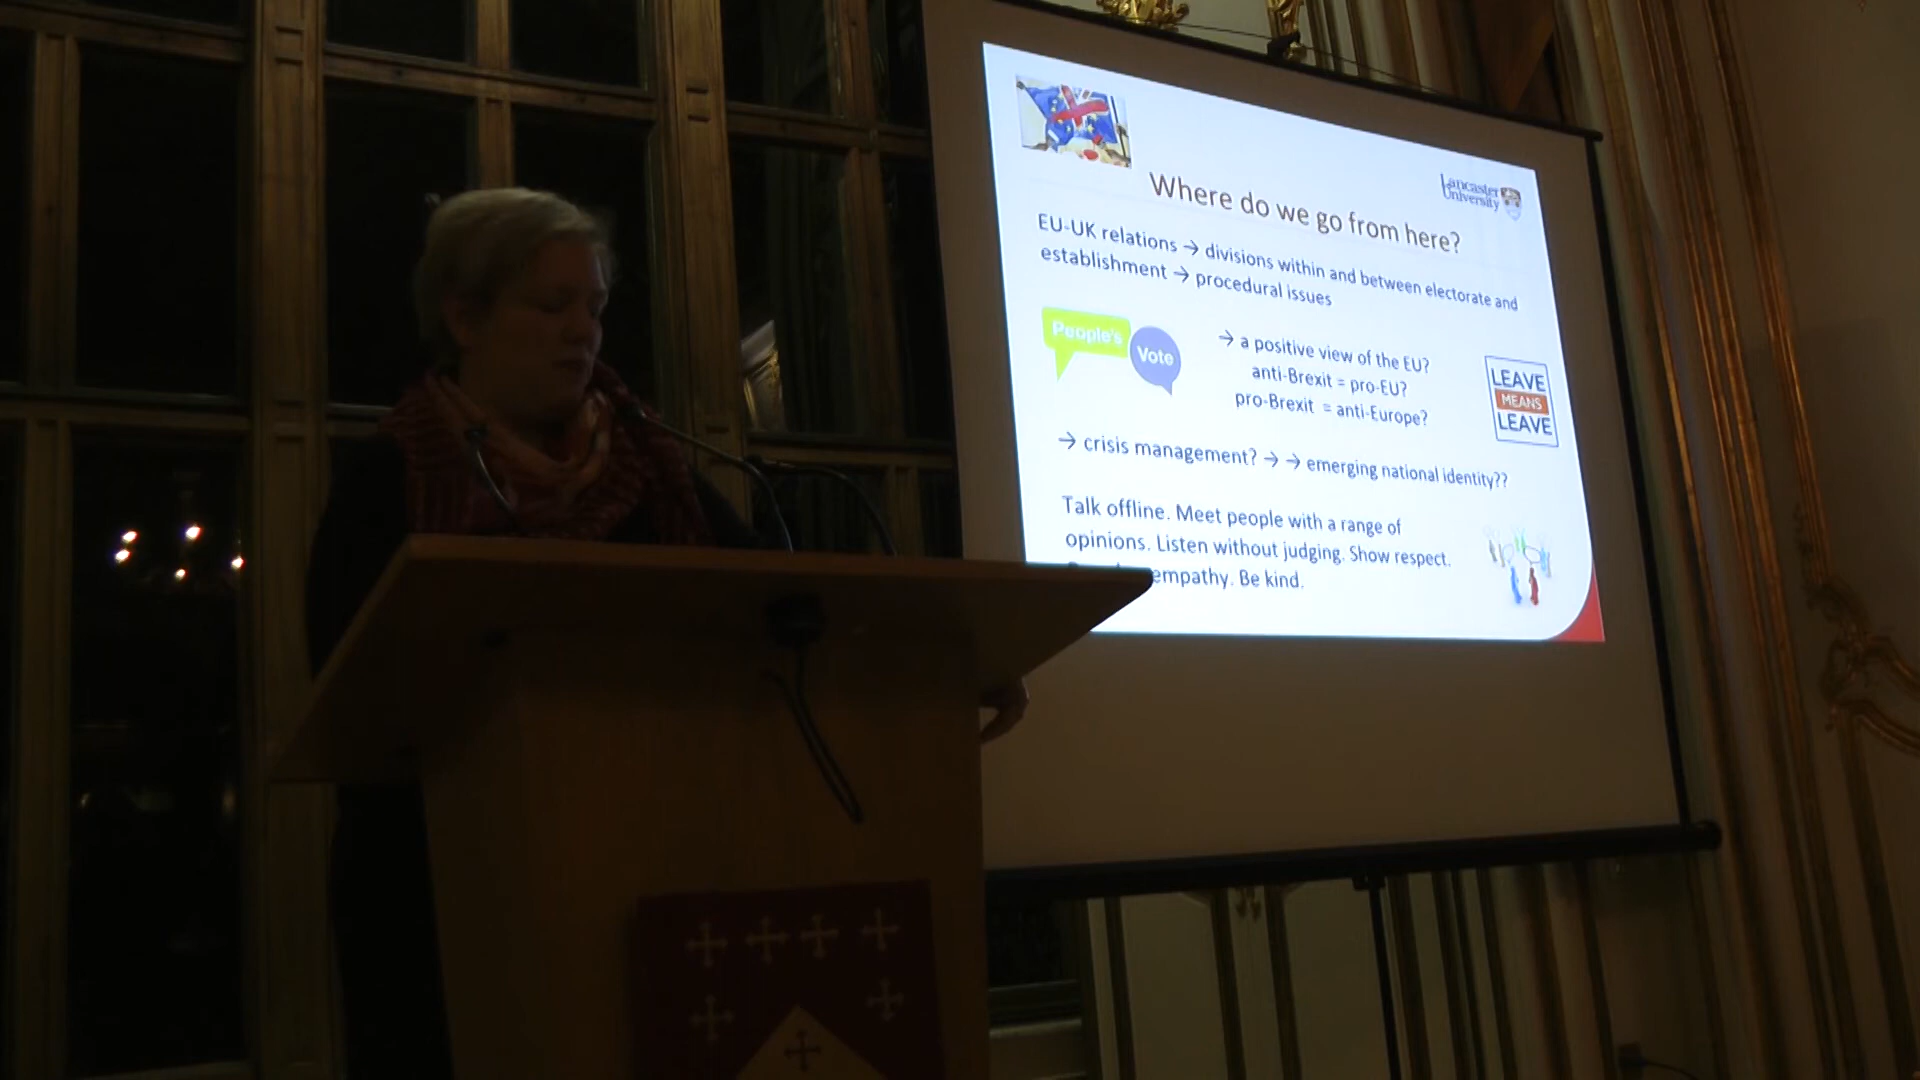 Lancaster
University
Where do we go from here?
EU-UK relations → divisions within and between electorate and
establishment → procedural issues
People's
Vote
→ a positive view of the EU?
anti-Brexit = pro-EU?
pro-Brexit = anti-Europe?
LEAVE
MEANS
LEAVE
→ crisis management? → → emerging national identity??
Talk offline. Meet people with a range of
opinions. Listen without judging. Show respect.
empathy. Be kind.